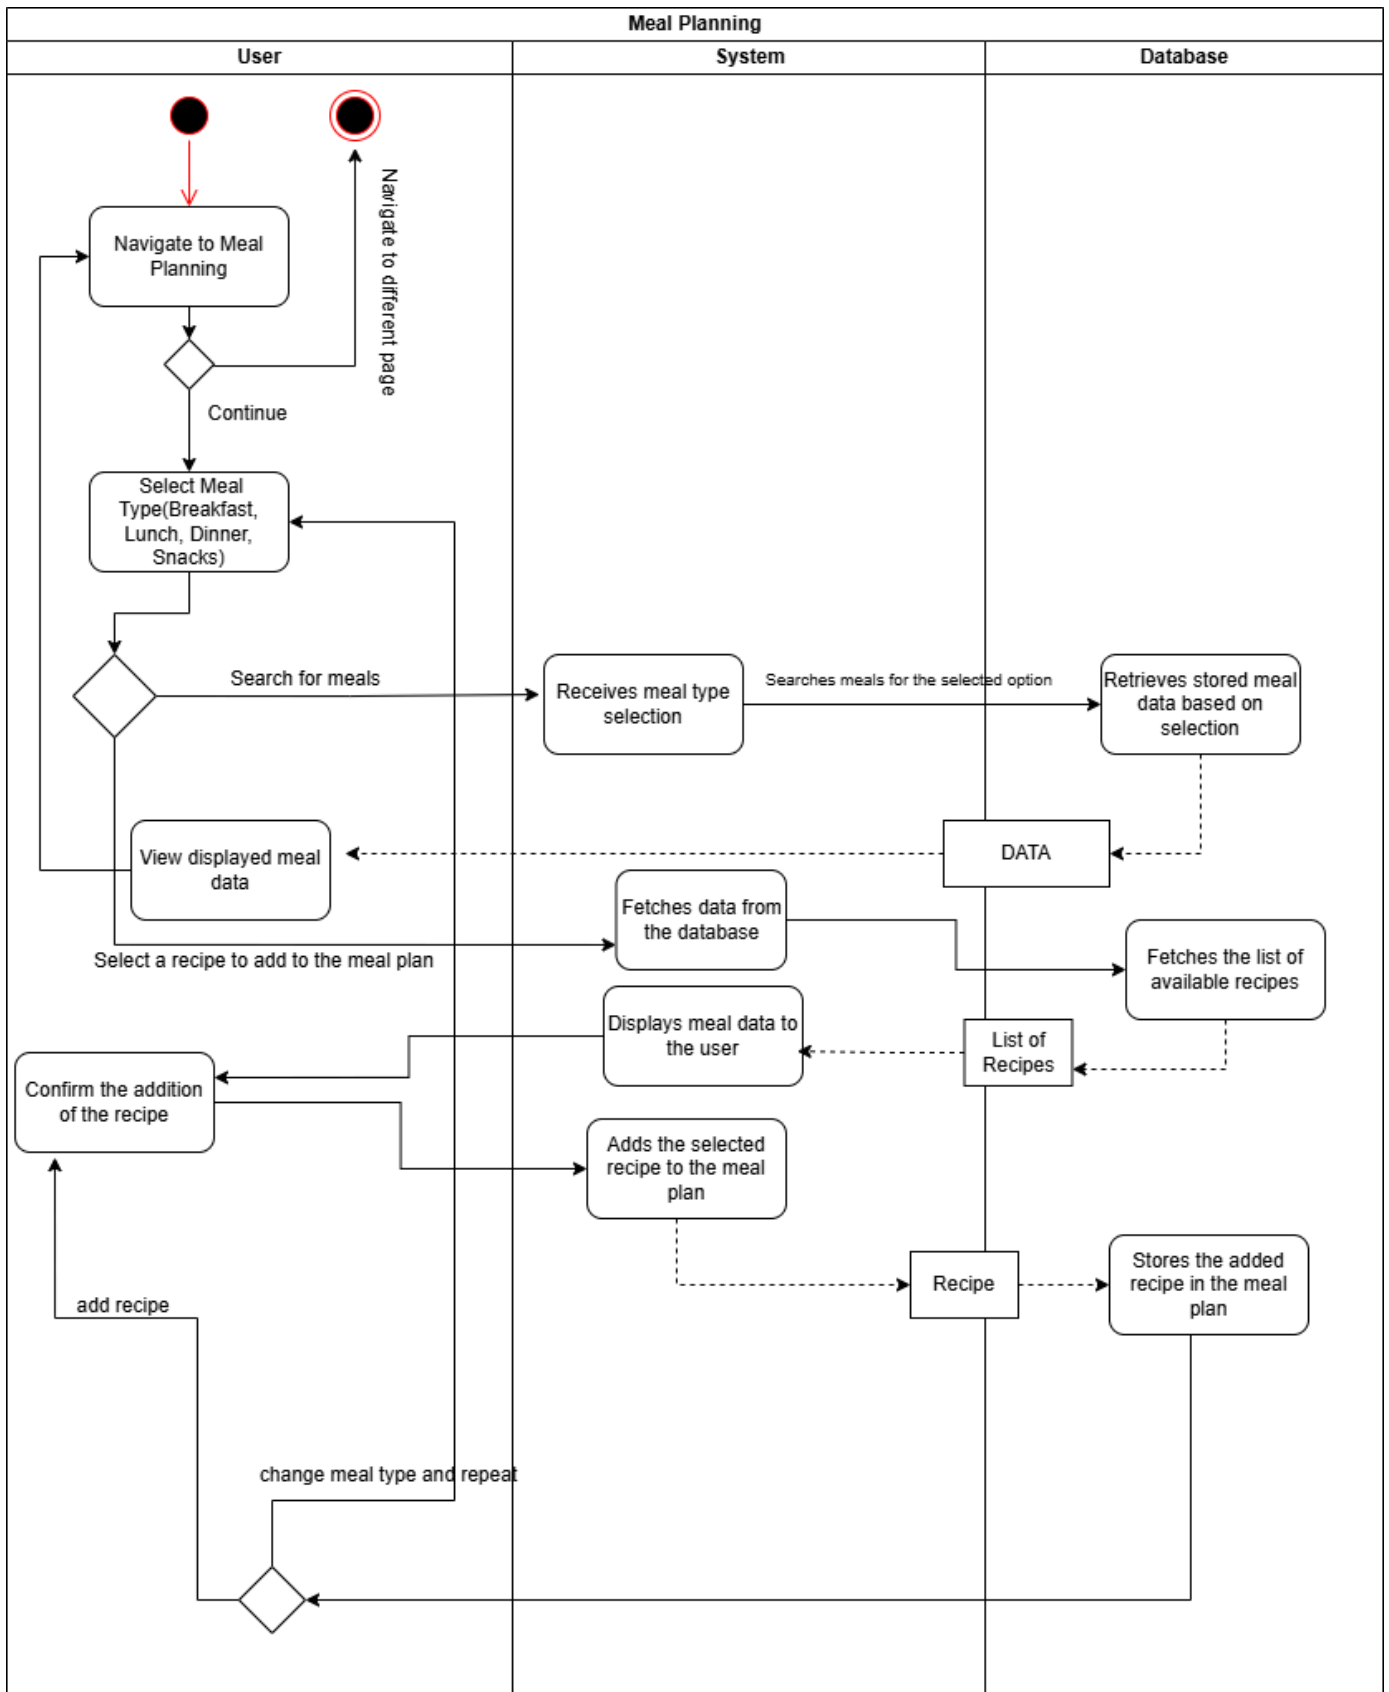 Meal Planning
User
System
Database
Navigate to Meal
Planning
Navigate to different page
Continue
Select Meal
Type(Breakfast,
Lunch, Dinner,
Snacks)
Search for meals
Receives meal type
selection
Searches meals for the selected option
Retrieves stored meal
data based on
selection
View displayed meal
data
DATA
Fetches data from
the database
Select a recipe to add to the meal plan
Fetches the list of
available recipes
Displays meal data to
the user
List of
Recipes
Confirm the addition
of the recipe
Adds the selected
recipe to the meal
plan
Recipe
Stores the added
recipe in the meal
plan
add recipe
change meal type and repeat